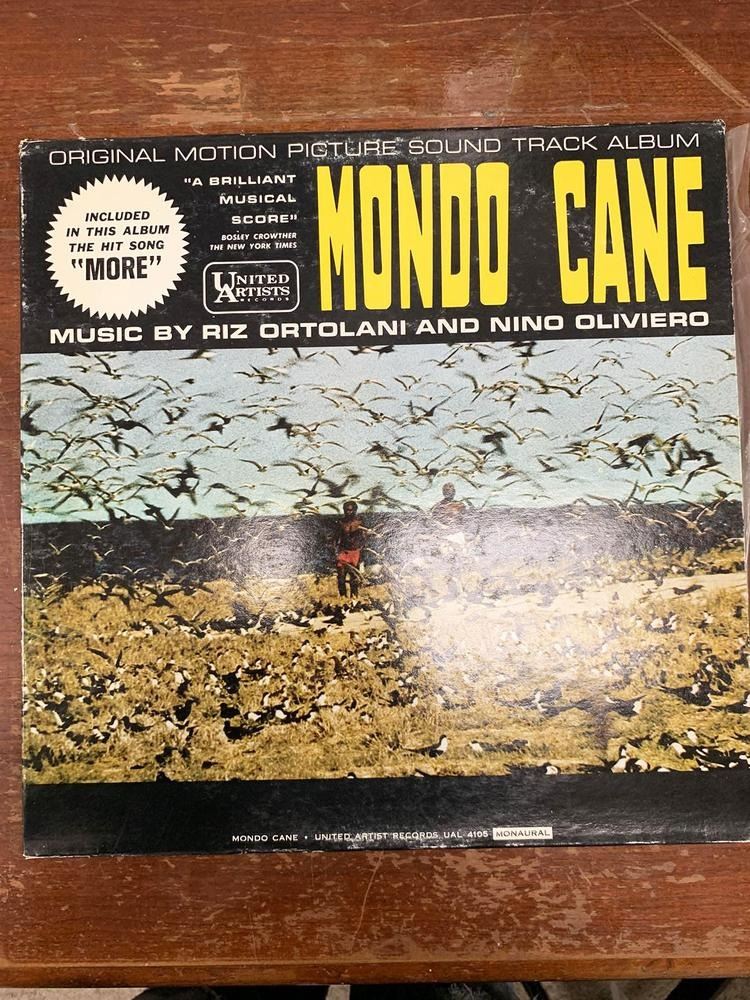 ORIGINAL MOTION PICTURE SOUND TRACK ALBUM
INCLUDED
IN THIS ALBUM
THE HIT SONG
"MORE"
"A BRILLIANT
MUSICAL
SCORE"
BOSLEY CROWTHER
THE NEW YORK TIMES
UNITED
ARTISTS
RECORDS
MONDO CANE
MUSIC BY RIZ ORTOLANI AND NINO OLIVIERO
MONDO CANE • UNITED ARTIST RECORDS UAL 4105 MONAURAL